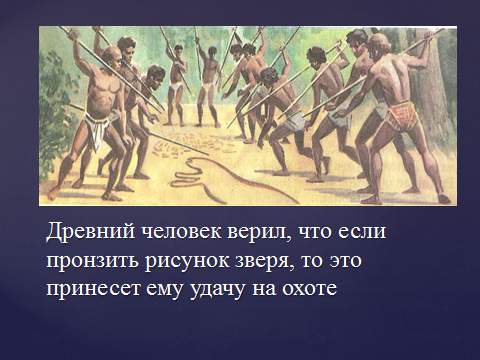 Древний человек верил, что если
пронзить рисунок зверя, то это
принесет ему удачу на охоте